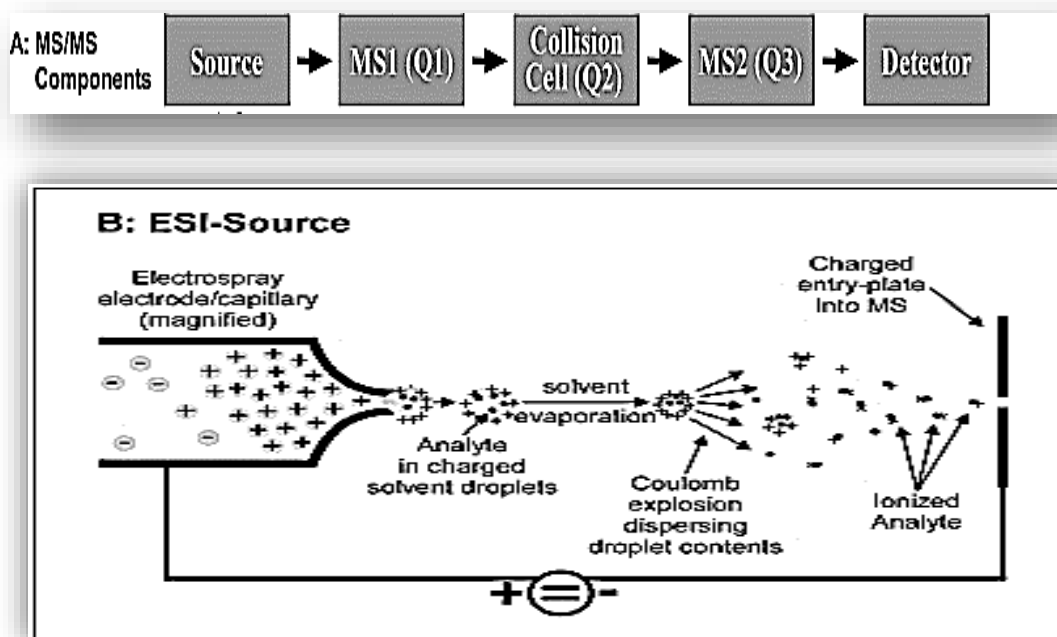 A: MS/MS
Components
Source
MS1 (Q1)
Collision
Cell (Q2)
MS2 (Q3)
Detector
B: ESI-Source
Electrospray
electrode/capillary
(magnified)
Charged
entry-plate
into MS
solvent
evaporation
Analyte
in charged
solvent droplets
Coulomb
explosion
dispersing
droplet contents
Ionized
Analyte
+ = -